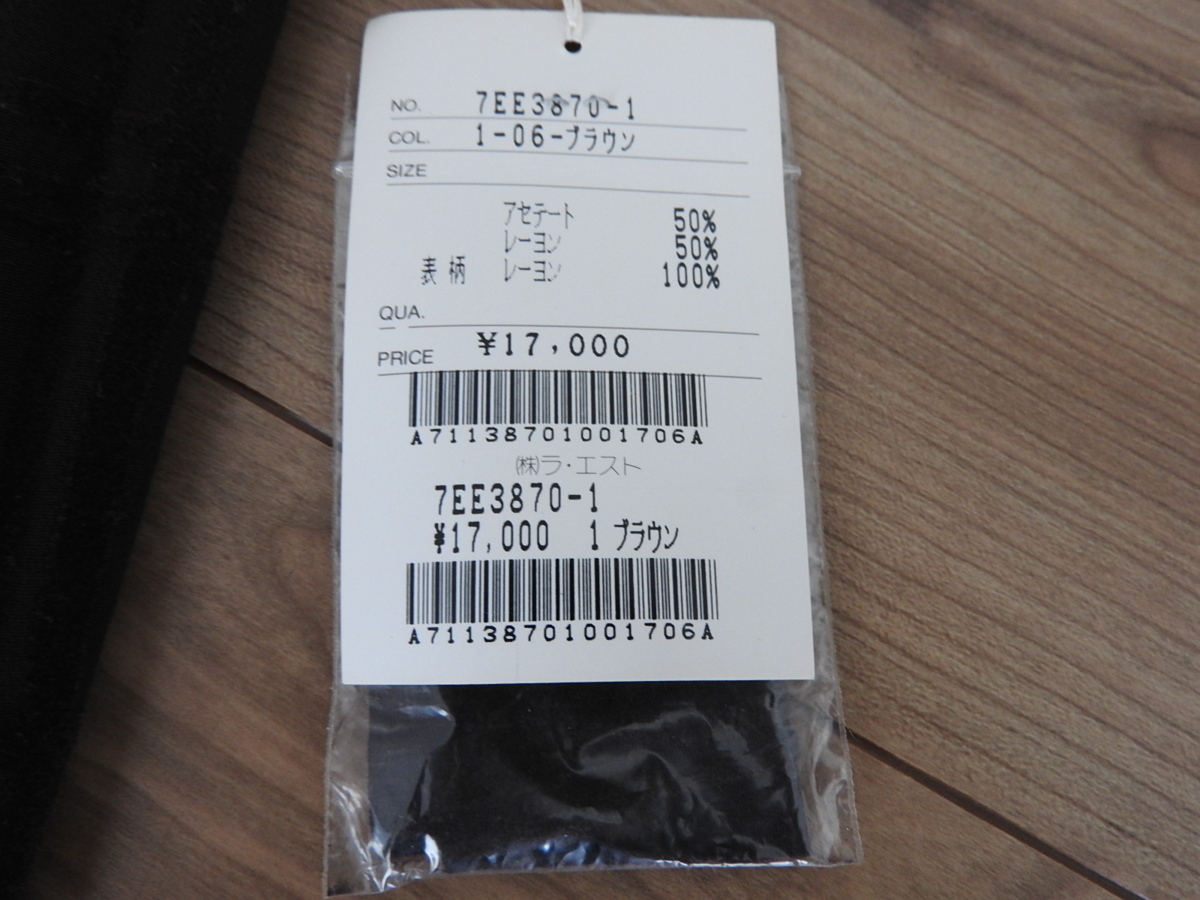 NO. 7EE3870-1
COL. 1-06-ブラウン
SIZE
アセテート 50%
レーヨン 50%
表柄 レーヨン 100%
QUA.
PRICE ¥17,000
A71138701001706A
㈱ラ・エスト
7EE3870-1
¥17,000 1 ブラウン
A71138701001706A